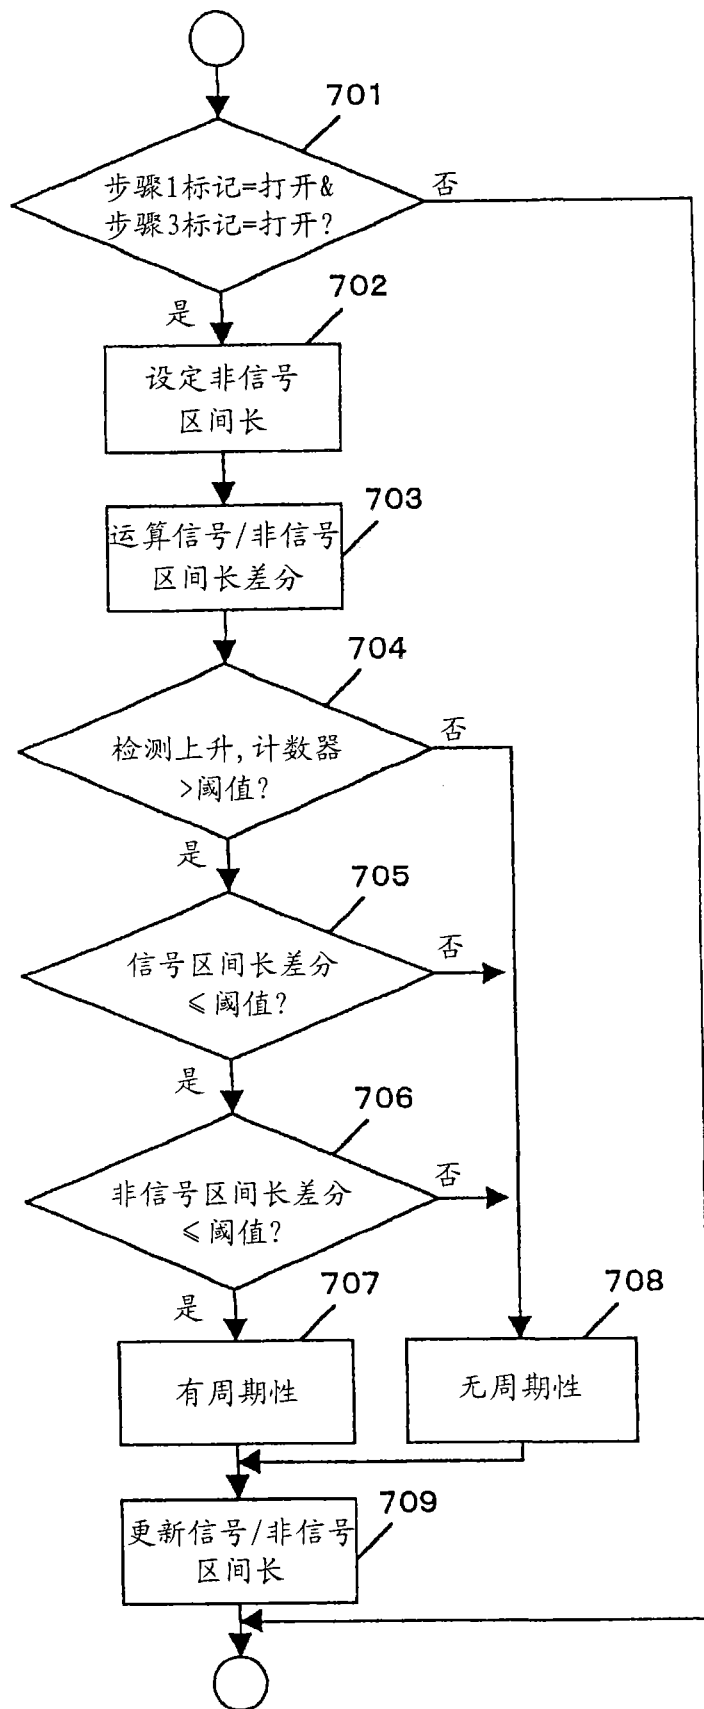 701
步骤1标记=打开&
步骤3标记=打开?
否
是
702
设定非信号
区间长
703
运算信号/非信号
区间长差分
704
检测上升,计数器
>阈值?
否
是
705
信号区间长差分
≤阈值?
否
是
706
非信号区间长差分
≤阈值?
否
是
707
有周期性
708
无周期性
709
更新信号/非信号
区间长